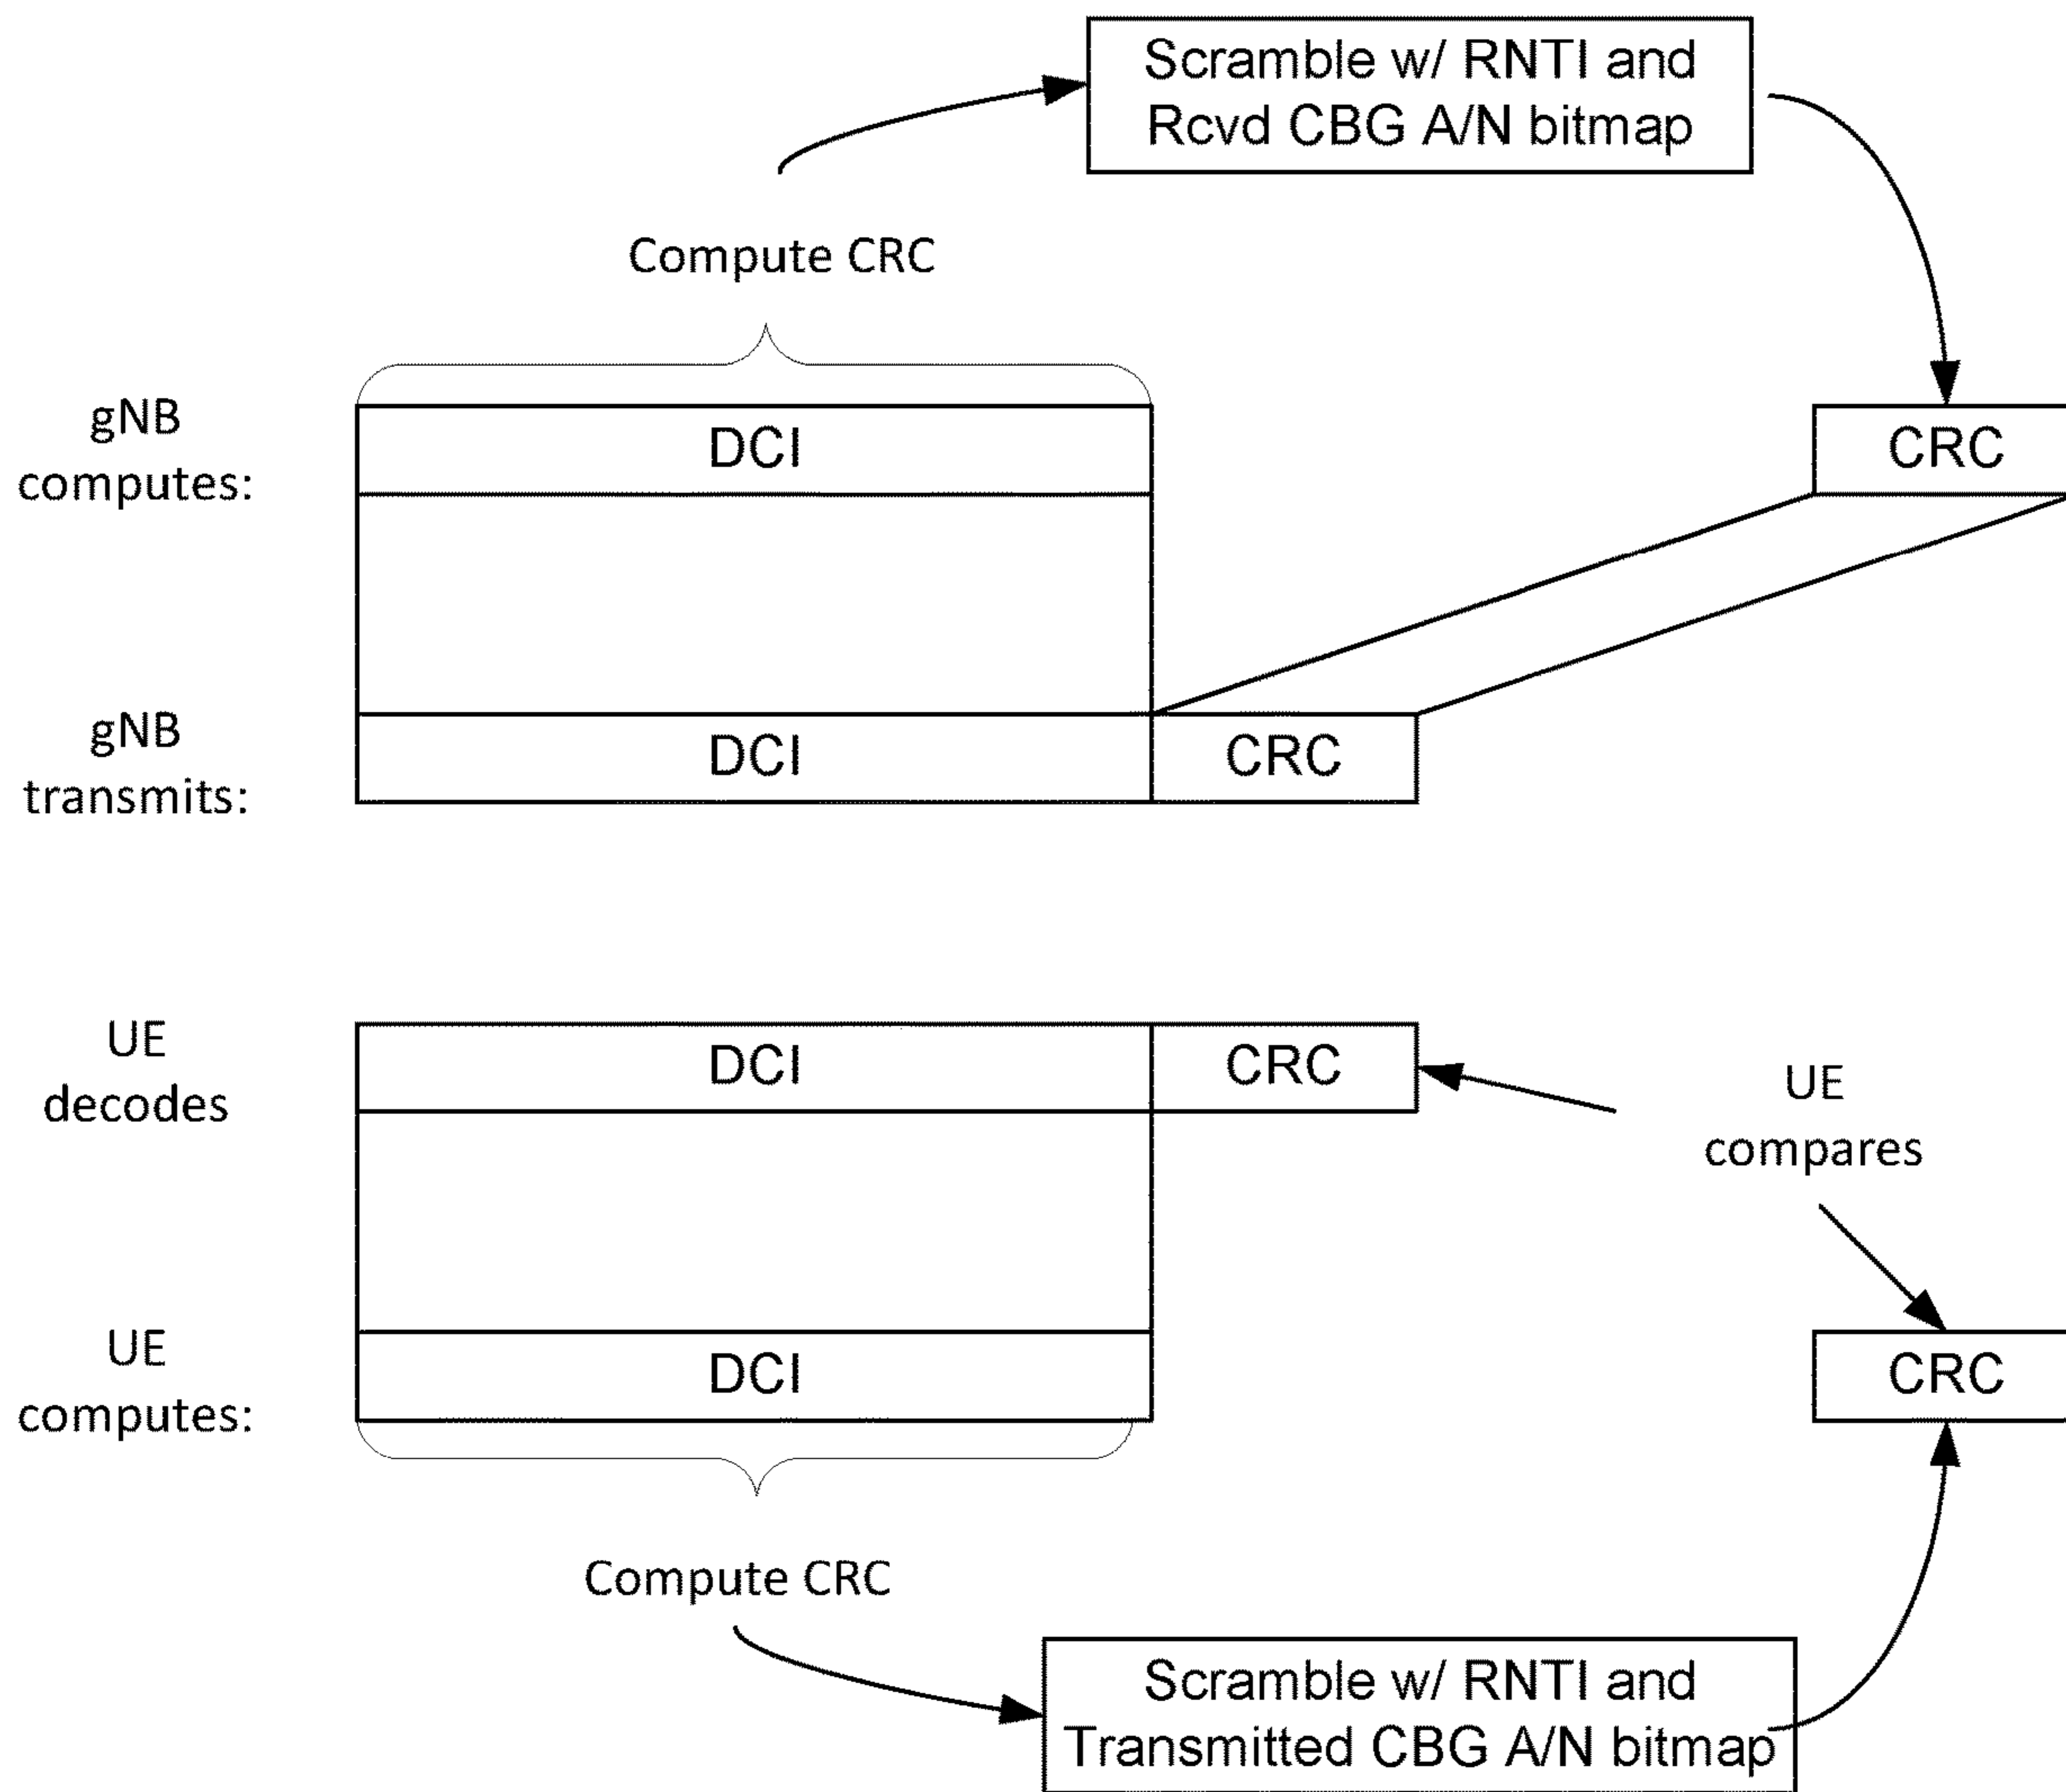 Scramble w/ RNTI and
Rcvd CBG A/N bitmap
Compute CRC
gNB
computes:
DCI
CRC
gNB
transmits:
DCI
CRC
UE
decodes
DCI
CRC
UE
compares
UE
computes:
DCI
CRC
Compute CRC
Scramble w/ RNTI and
Transmitted CBG A/N bitmap